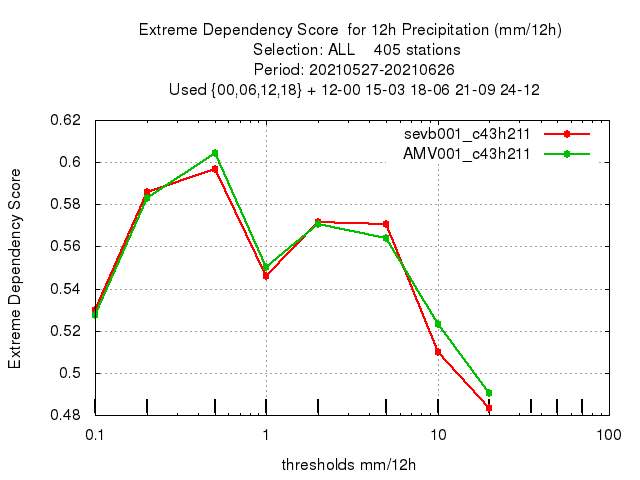 Extreme Dependency Score  for 12h Precipitation (mm/12h)
Selection: ALL    405 stations
Period: 20210527-20210626
Used {00,06,12,18} + 12-00 15-03 18-06 21-09 24-12
sevb001_c43h211
AMV001_c43h211
Extreme Dependency Score
0.62
0.6
0.58
0.56
0.54
0.52
0.5
0.48
0.1
1
10
100
thresholds mm/12h